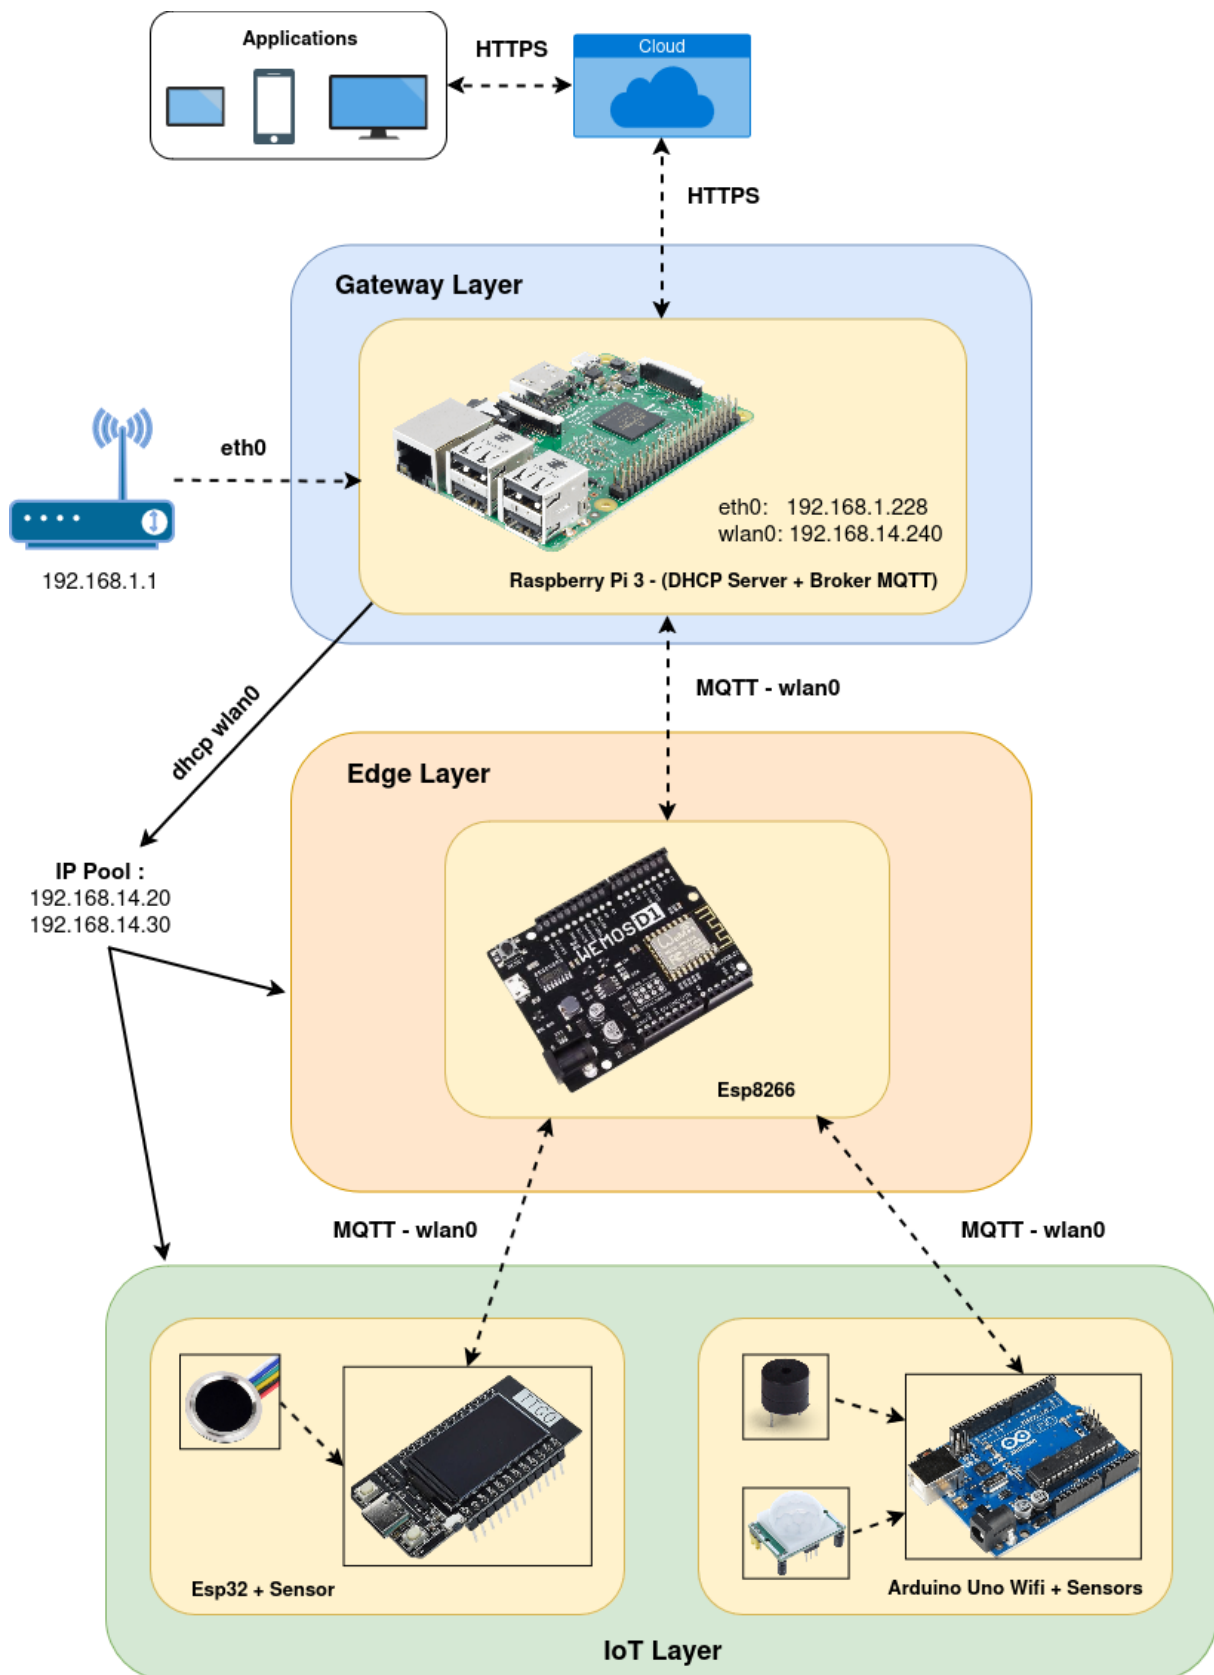 Applications
HTTPS
Cloud
HTTPS
Gateway Layer
eth0
192.168.1.1
eth0: 192.168.1.228
wlan0: 192.168.14.240
Raspberry Pi 3 - (DHCP Server + Broker MQTT)
MQTT - wlan0
dhcp wlan0
Edge Layer
IP Pool :
192.168.14.20
192.168.14.30
WEMOS D1
Esp8266
MQTT - wlan0
MQTT - wlan0
TTGO
UNO
Esp32 + Sensor
Arduino Uno Wifi + Sensors
IoT Layer